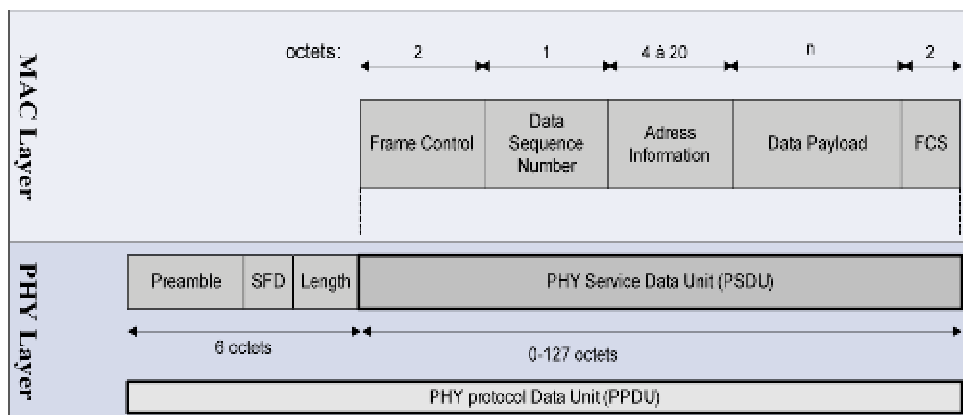 MAC Layer
octets: 2 1 4 à 20 n 2
Frame Control
Data
Sequence
Number
Adress
Information
Data Payload
FCS
PHY Layer
Preamble
SFD
Length
PHY Service Data Unit (PSDU)
6 octets
0-127 octets
PHY protocol Data Unit (PPDU)